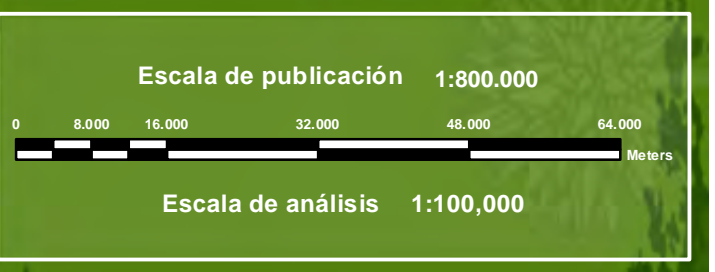 Escala de publicación 1:800.000
0 8.000 16.000 32.000 48.000 64.000
Meters
Escala de análisis 1:100,000